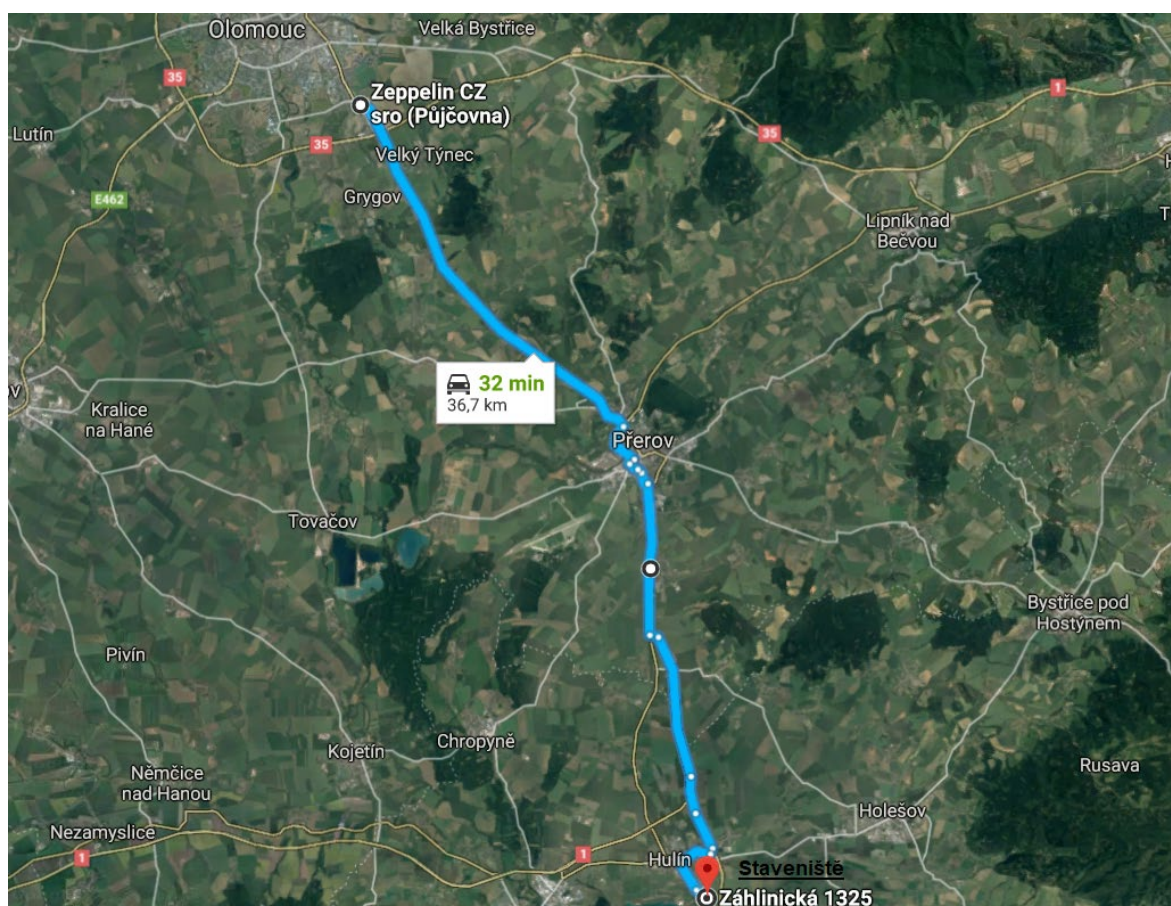 Olomouc
Velká Bystřice
35
Zeppelin CZ
sro (Půjčovna)
1
Lutín
35
35
Velký Týnec
E462
Grygov
Lipník nad
Bečvou
32 min
36,7 km
Kralice
na Hané
Přerov
Tovačov
Bystřice pod
Hostýnem
Pivín
Kojetín
Chropyně
Rusava
Němčice
nad Hanou
Holešov
Nezamyslice
1
1
Hulín
Staveniště
Záhlinická 1325